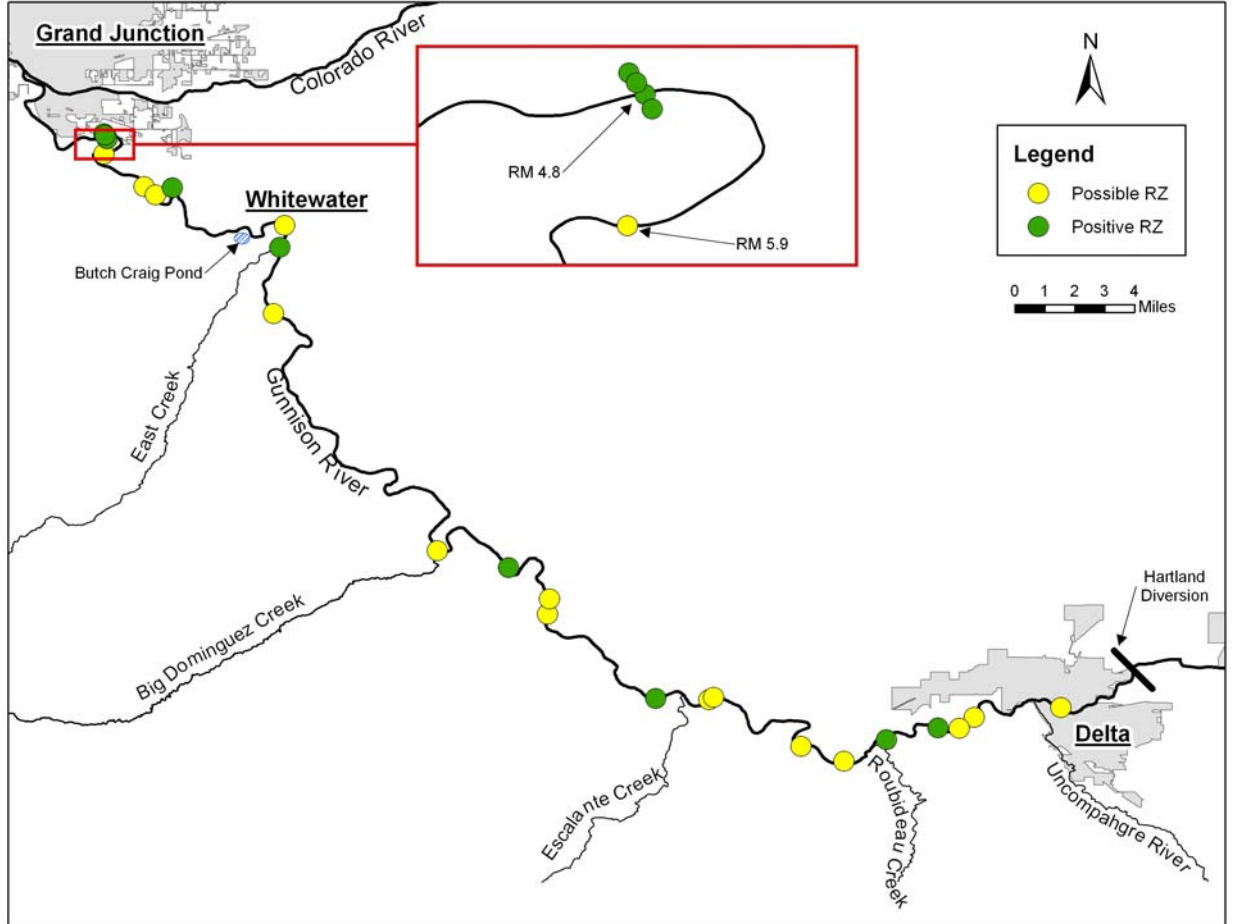 Grand Junction
Colorado River
N
RM 4.8
RM 5.9
Legend
Possible RZ
Positive RZ
0 1 2 3 4
Miles
Whitewater
Butch Craig Pond
East Creek
Gunnison River
Big Dominguez Creek
Escalante Creek
Roubideau Creek
Hartland
Diversion
Delta
Uncompahgre River